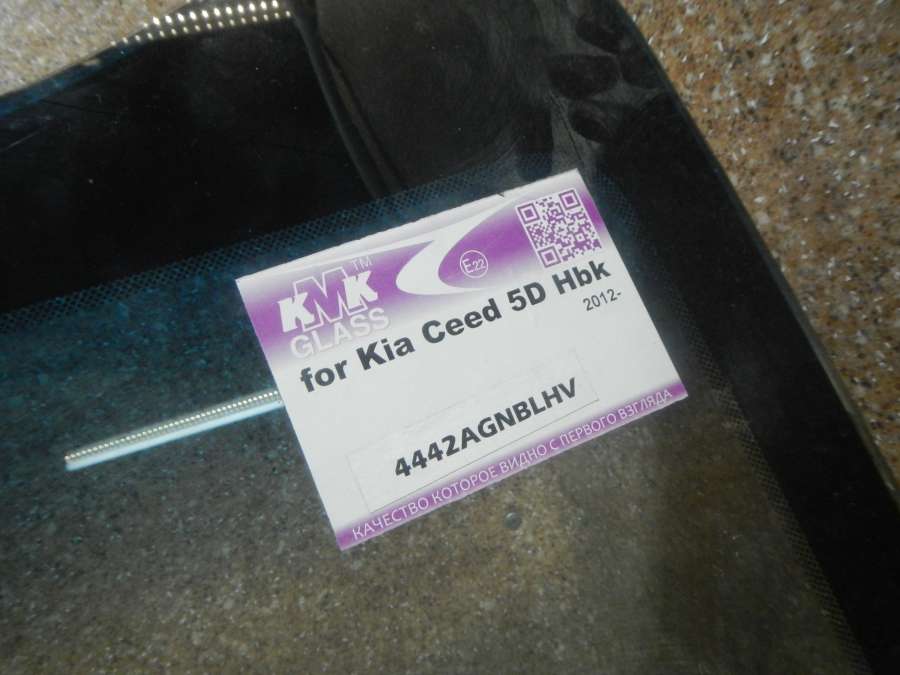 KMK™
GLASS
E22
for Kia Ceed 5D Hbk
2012-
4442AGNBLHV
КАЧЕСТВО КОТОРОЕ ВИДНО С ПЕРВОГО ВЗГЛЯДА